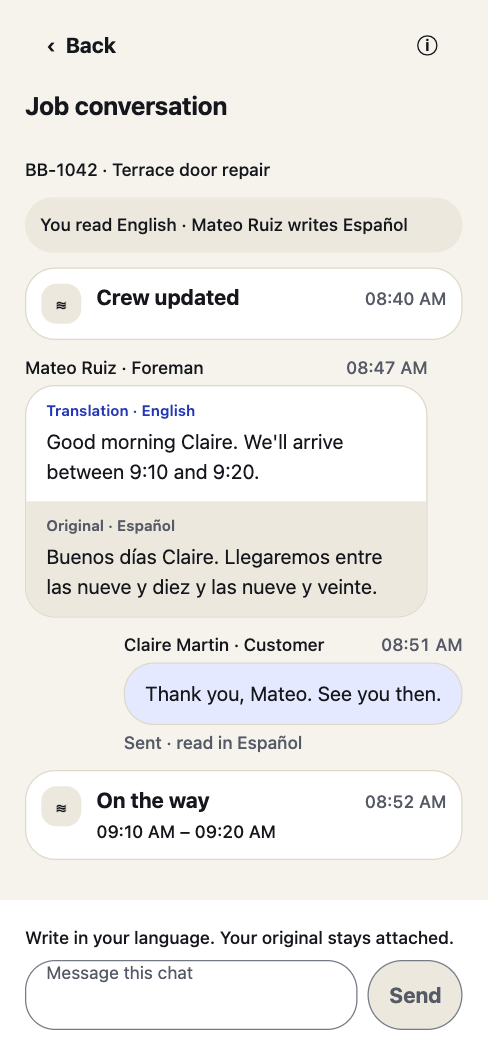 ‹ Back
Job conversation
BB-1042 · Terrace door repair
You read English · Mateo Ruiz writes Español
Crew updated 08:40 AM
Mateo Ruiz · Foreman 08:47 AM
Translation · English
Good morning Claire. We'll arrive
between 9:10 and 9:20.
Original · Español
Buenos días Claire. Llegaremos entre
las nueve y diez y las nueve y veinte.
Claire Martin · Customer 08:51 AM
Thank you, Mateo. See you then.
Sent · read in Español
On the way 08:52 AM
09:10 AM – 09:20 AM
Write in your language. Your original stays attached.
Message this chat
Send